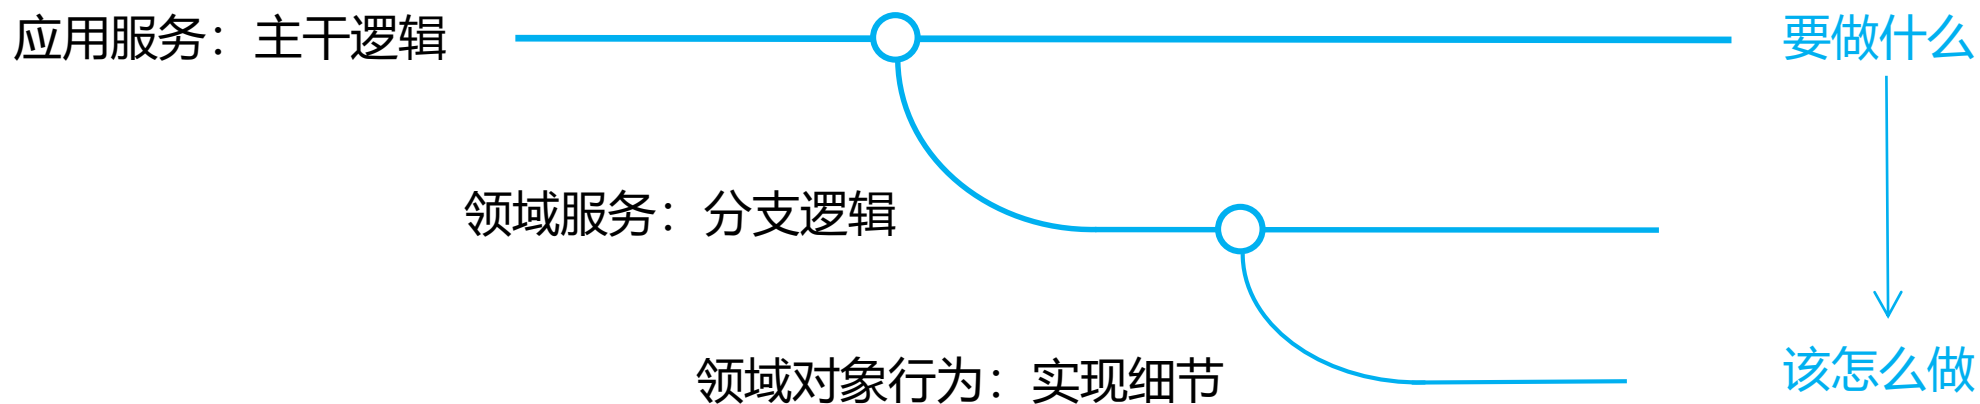 应用服务：主干逻辑
要做什么
领域服务：分支逻辑
领域对象行为：实现细节
该怎么做